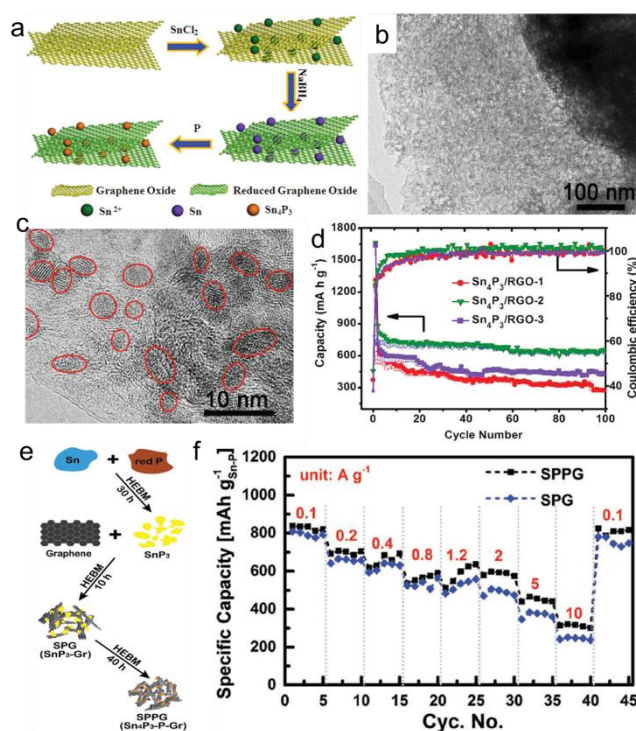 a
SnCl₂
NaBH₄
P
Graphene Oxide
Reduced Graphene Oxide
Sn²⁺
Sn
Sn₄P₃
b
100 nm
c
10 nm
d
Capacity (mA h g⁻¹)
1800
1500
1200
900
600
300
Sn₄P₃/RGO-1
Sn₄P₃/RGO-2
Sn₄P₃/RGO-3
100
80
60
40
Coulombic Efficiency (%)
0 20 40 60 80 100
Cycle Number
e
Sn + red P
HEBM
30 h
Graphene + SnP₃
HEBM
10 h
SPG
(SnP₃-Gr)
HEBM
40 h
SPPG
(Sn₄P₃-P-Gr)
f
Specific Capacity [mAh g⁻¹Sn-P]
1200
1000
800
600
400
200
0
unit: A g⁻¹
SPPG
SPG
0.1 0.2 0.4 0.8 1.2 2 5 10 0.1
0 5 10 15 20 25 30 35 40 45
Cyc. No.